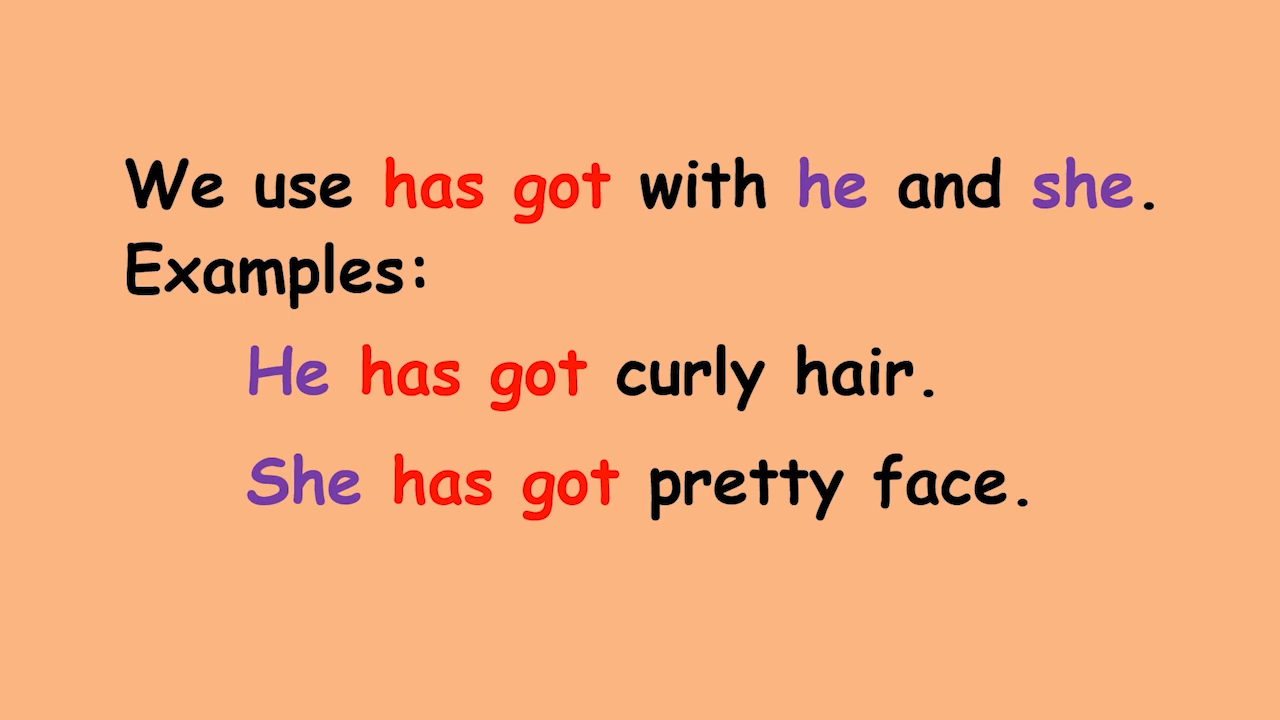 We use has got with he and she.
Examples:
He has got curly hair.
She has got pretty face.